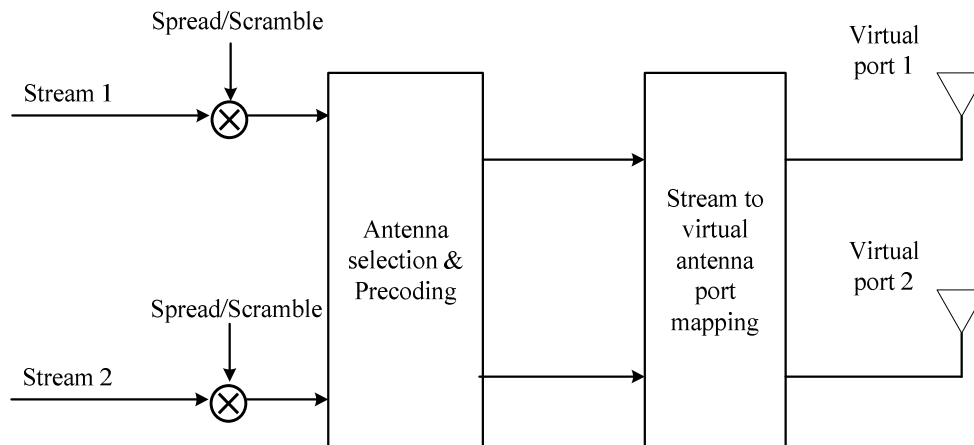 Spread/Scramble
Stream 1
Virtual
port 1
Antenna
selection &
Precoding
Stream to
virtual
antenna
port
mapping
Virtual
port 2
Spread/Scramble
Stream 2